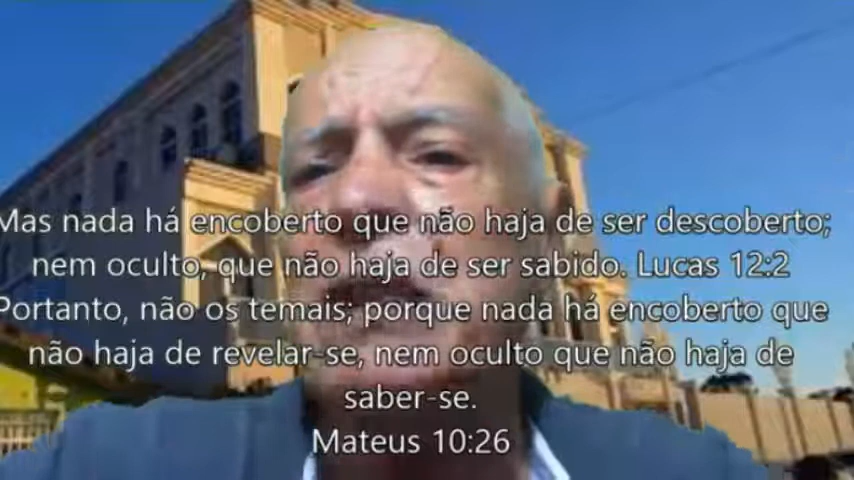 Mas nada há encoberto que não haja de ser descoberto;
nem oculto, que não haja de ser sabido. Lucas 12:2
Portanto, não os temais; porque nada há encoberto que
não haja de revelar-se, nem oculto que não haja de
saber-se.
Mateus 10:26